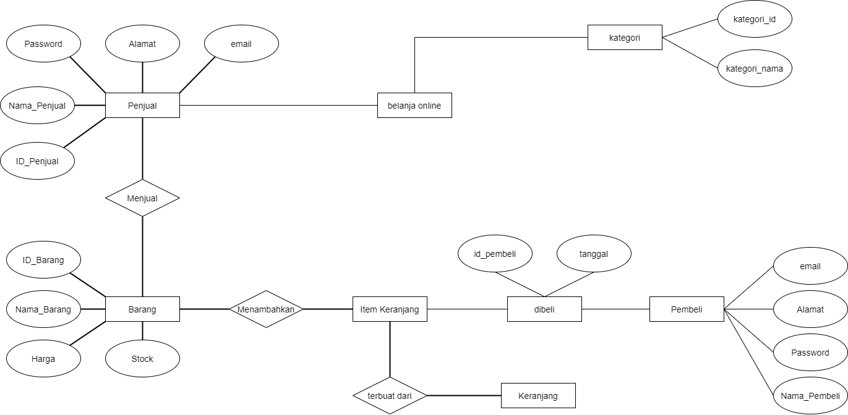 kategori_id
Password
Alamat
email
kategori
kategori_nama
Nama_Penjual
Penjual
belanja online
ID_Penjual
Menjual
id_pembeli
tanggal
ID_Barang
email
Nama_Barang
Barang
Menambahkan
Item Keranjang
dibeli
Pembeli
Alamat
Harga
Stock
Password
terbuat dari
Keranjang
Nama_Pembeli